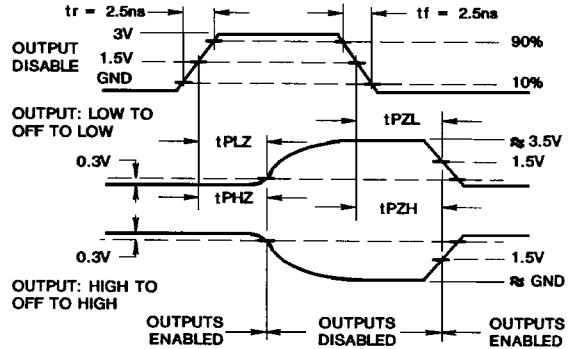 tr = 2.5ns
tf = 2.5ns
3V
90%
OUTPUT
DISABLE
1.5V
GND
10%
OUTPUT: LOW TO
OFF TO LOW
tPZL
tPLZ
≈ 3.5V
0.3V
1.5V
tPHZ
tPZH
0.3V
1.5V
OUTPUT: HIGH TO
OFF TO HIGH
≈ GND
OUTPUTS
ENABLED
OUTPUTS
DISABLED
OUTPUTS
ENABLED